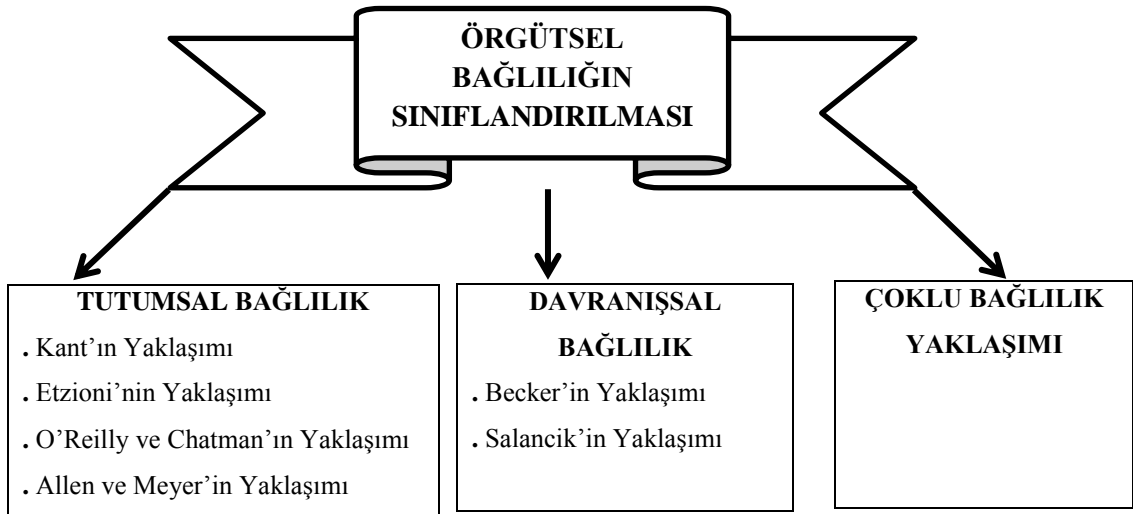 ÖRGÜTSEL
BAĞLILIĞIN
SINIFLANDIRILMASI
TUTUMSAL BAĞLILIK
. Kant’ın Yaklaşımı
. Etzioni’nin Yaklaşımı
. O’Reilly ve Chatman’ın Yaklaşımı
. Allen ve Meyer’in Yaklaşımı
DAVRANIŞSAL
BAĞLILIK
. Becker’in Yaklaşımı
. Salancik’in Yaklaşımı
ÇOKLU BAĞLILIK
YAKLAŞIMI